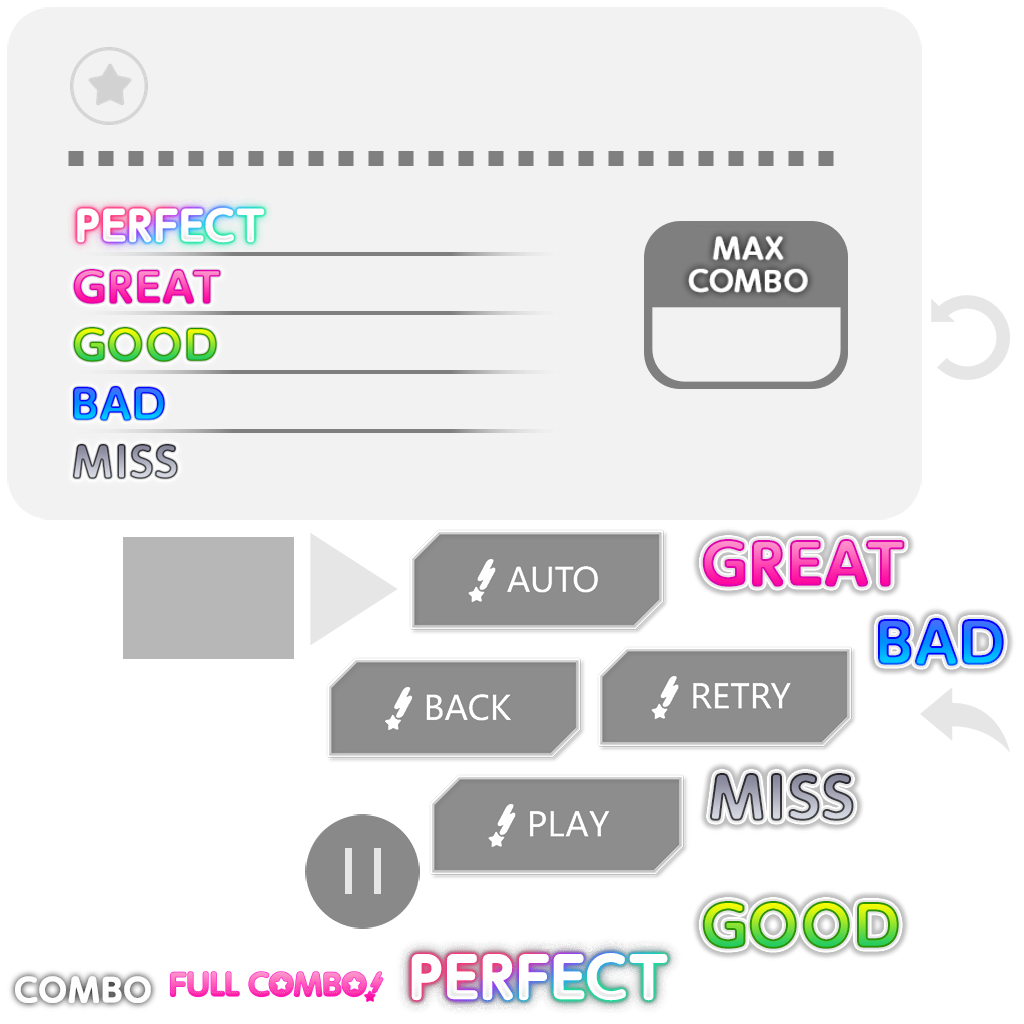 PERFECT
GREAT
GOOD
BAD
MISS
MAX
COMBO
AUTO
GREAT
BAD
BACK
RETRY
PLAY
MISS
GOOD
COMBO
FULL COMBO!
PERFECT